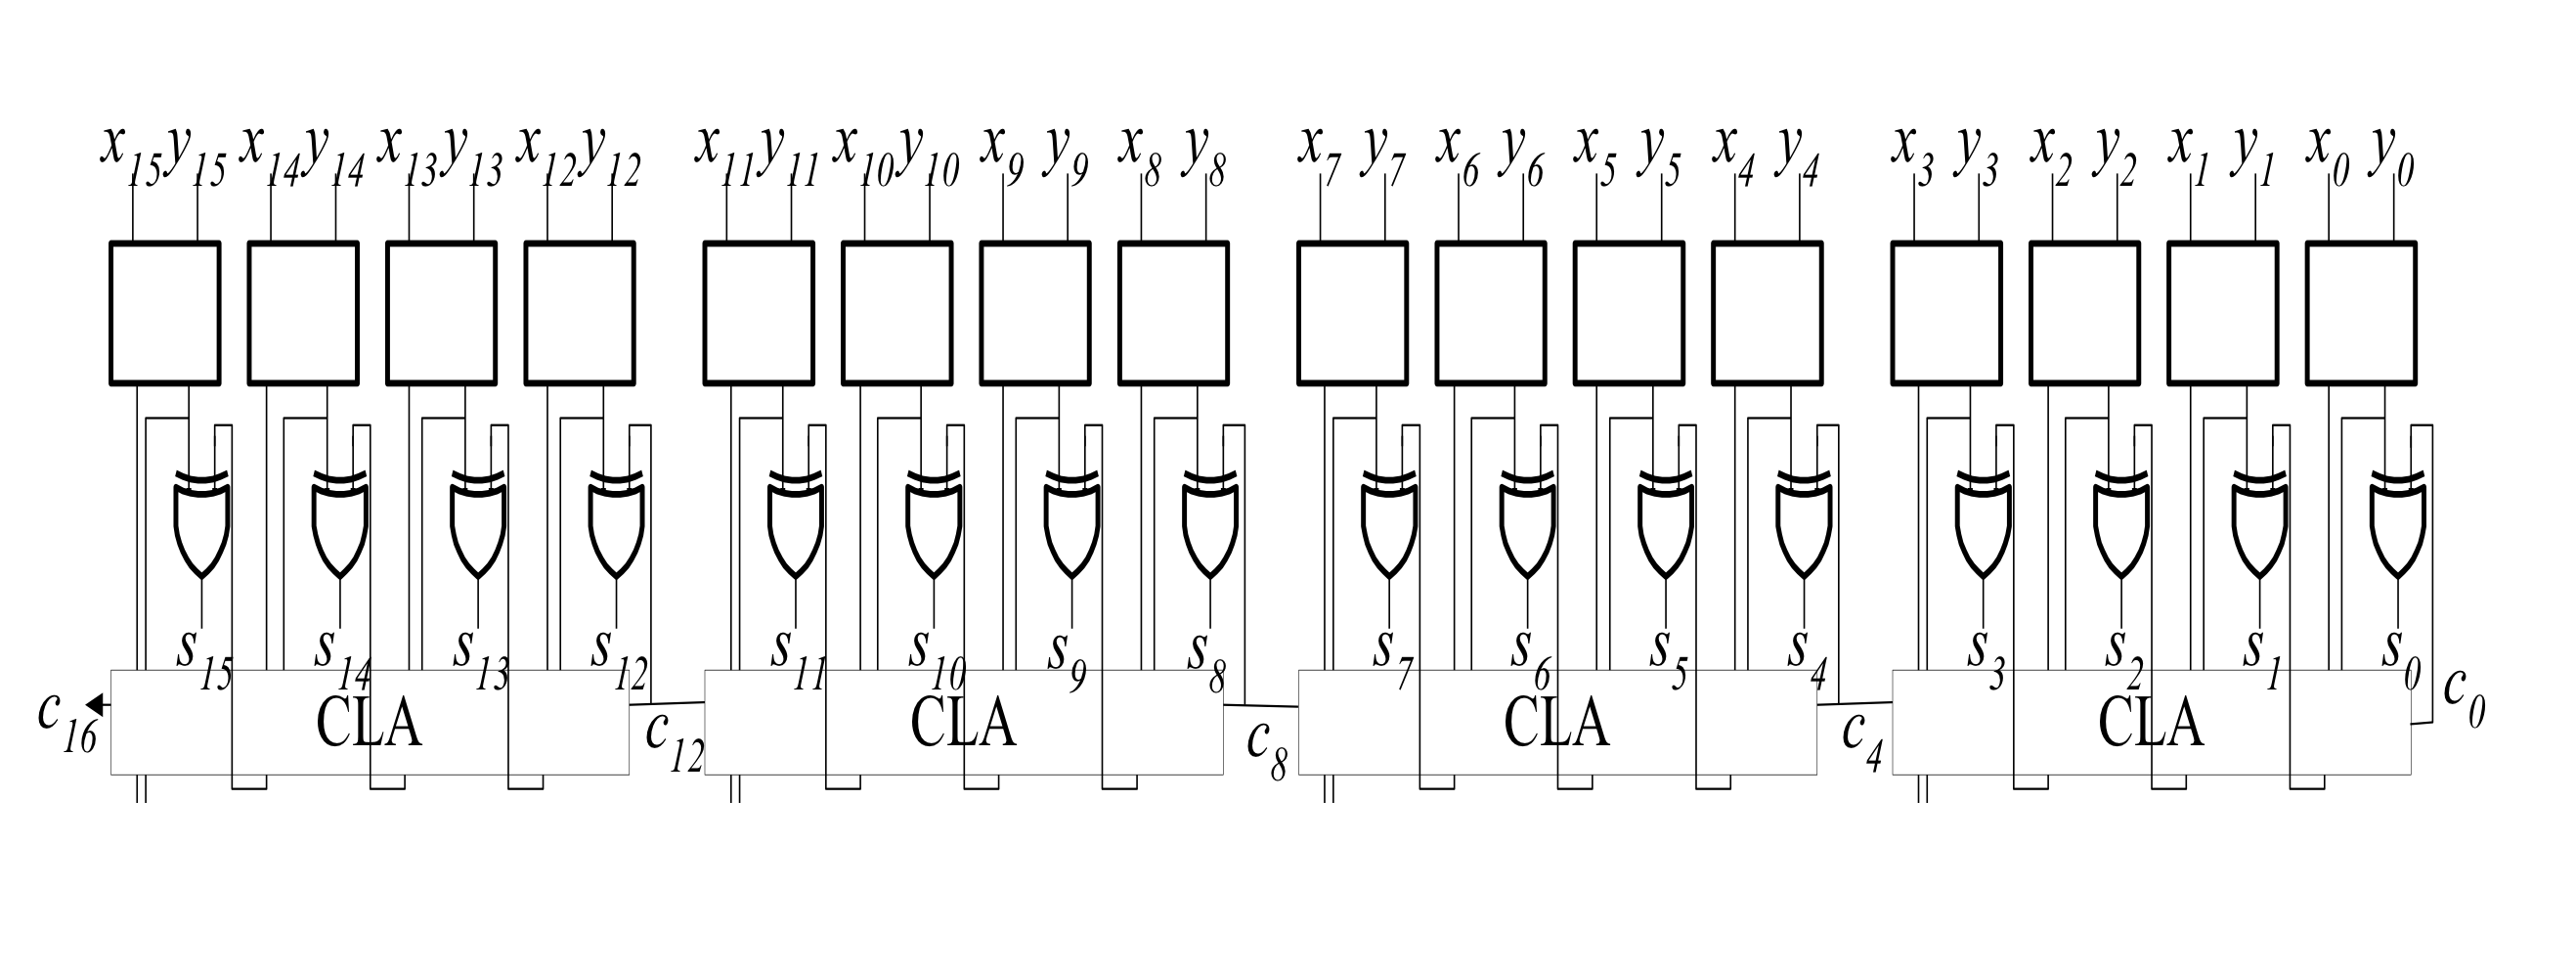 x15 y15 x14 y14 x13 y13 x12 y12 x11 y11 x10 y10 x9 y9 x8 y8 x7 y7 x6 y6 x5 y5 x4 y4 x3 y3 x2 y2 x1 y1 x0 y0
s15 s14 s13 s12 s11 s10 s9 s8 s7 s6 s5 s4 s3 s2 s1 s0
c16 CLA c12 CLA c8 CLA c4 CLA c0